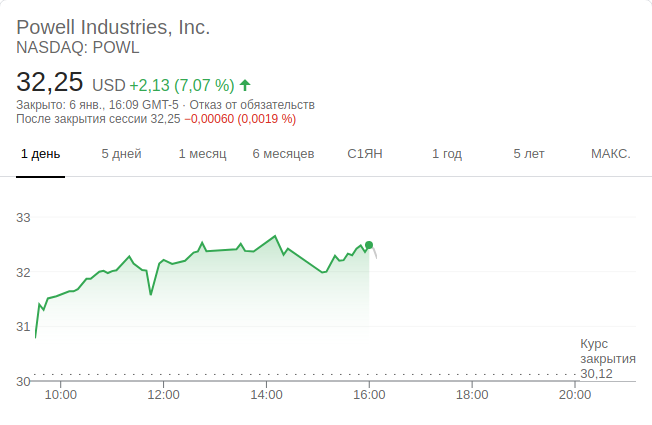 Powell Industries, Inc.
NASDAQ: POWL
32,25 USD +2,13 (7,07 %)
Закрыто: 6 янв., 16:09 GMT-5 · Отказ от обязательств
После закрытия сессии 32,25 −0,00060 (0,0019 %)
1 день 5 дней 1 месяц 6 месяцев С1ЯН 1 год 5 лет МАКС.
33
32
31
Курс
закрытия
30,12
30
10:00 12:00 14:00 16:00 18:00 20:00